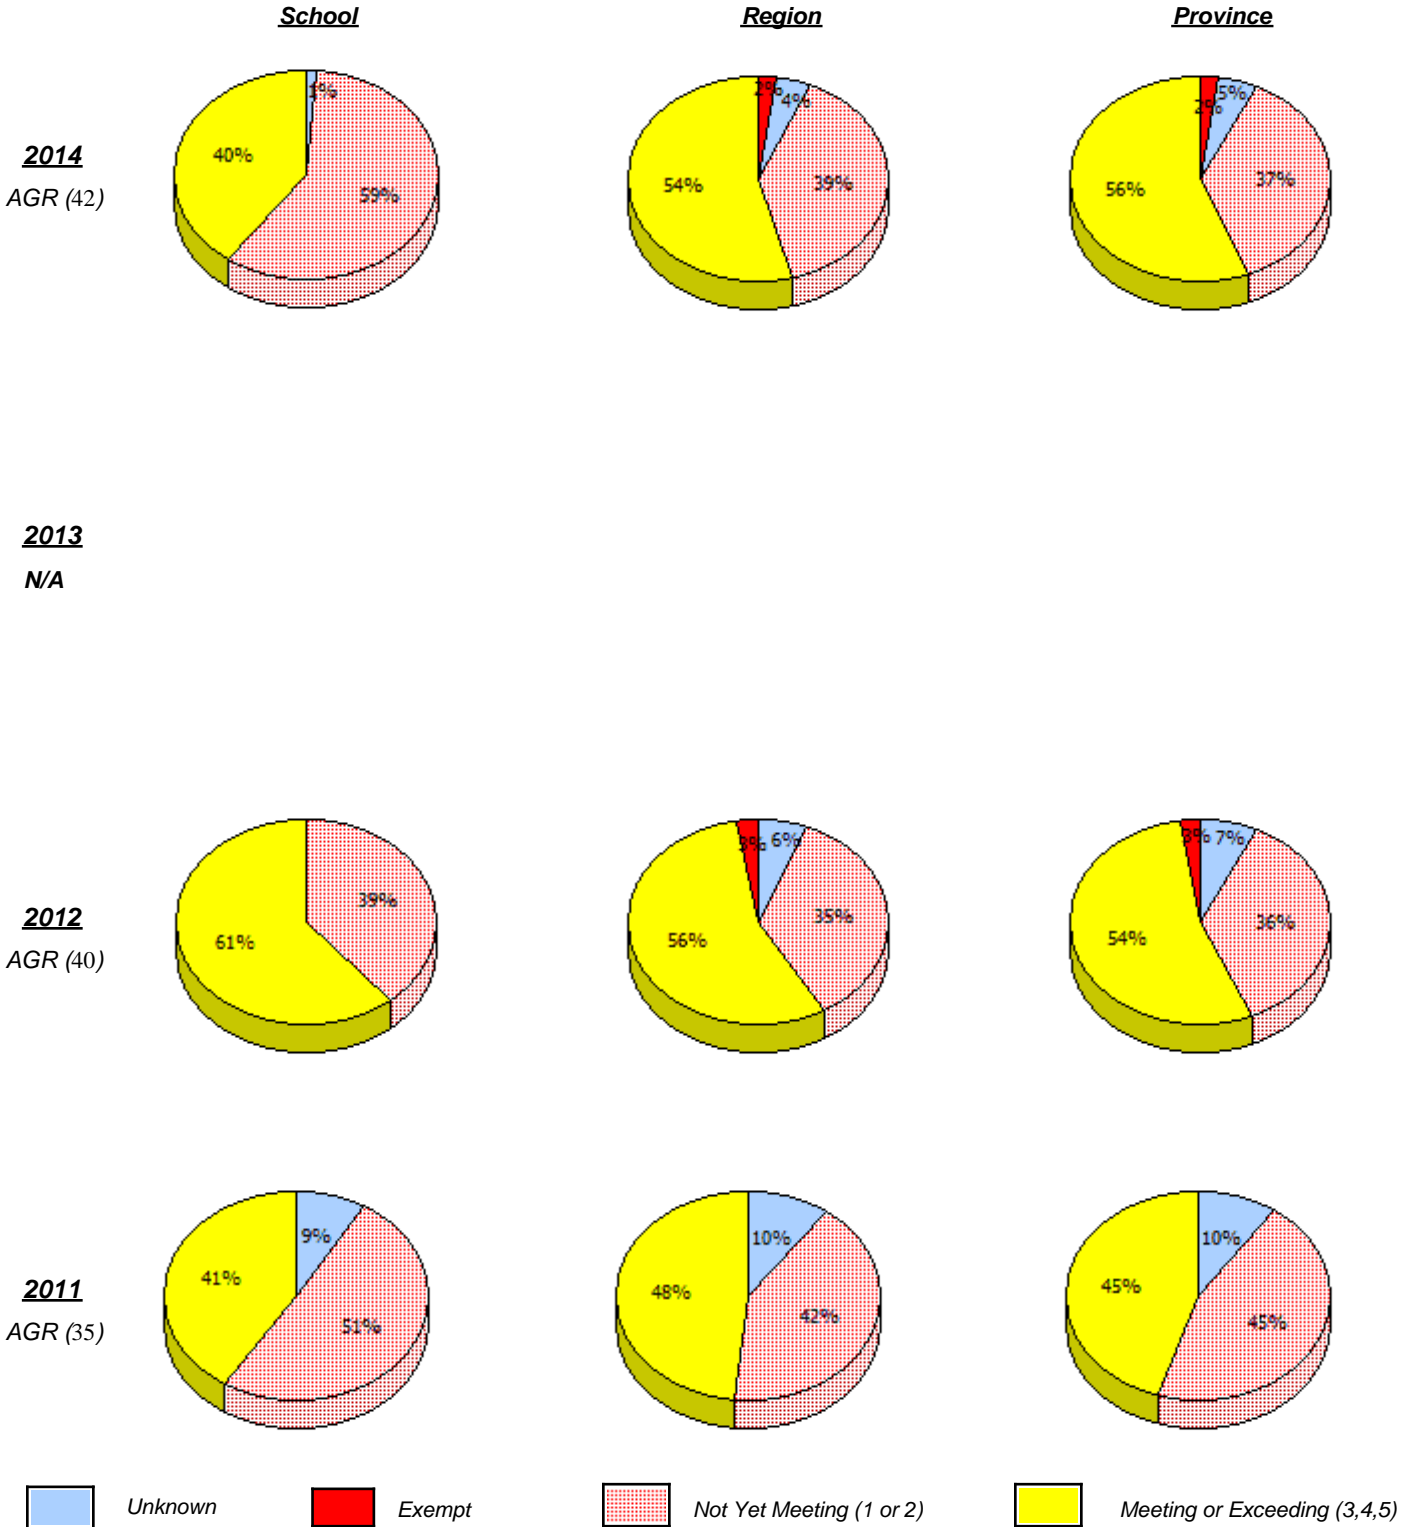 School Region Province
1% 2% 4% 2% 5%
2014
40% 59% 54% 39% 56% 37%
AGR (42)
2013
N/A
3% 6% 3% 7%
39% 35% 36%
2012
61% 56% 54%
AGR (40)
9% 10% 10%
2011
41% 51% 48% 42% 45% 45%
AGR (35)
Unknown Exempt Not Yet Meeting (1 or 2) Meeting or Exceeding (3,4,5)